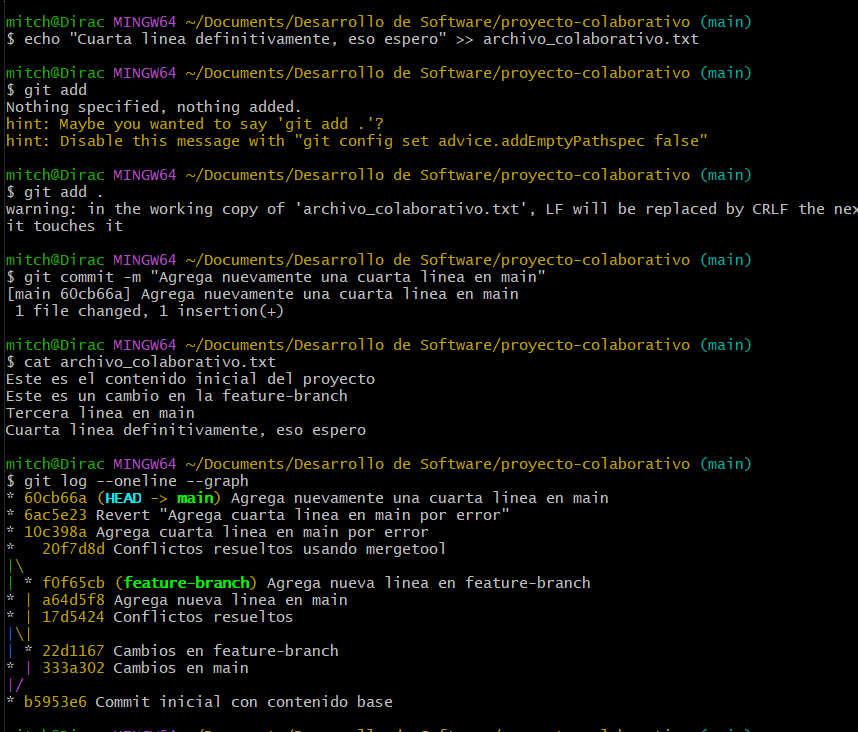 mitch@Dirac MINGW64 ~/Documents/Desarrollo de Software/proyecto-colaborativo (main)
$ echo "Cuarta linea definitivamente, eso espero" >> archivo_colaborativo.txt
mitch@Dirac MINGW64 ~/Documents/Desarrollo de Software/proyecto-colaborativo (main)
$ git add
Nothing specified, nothing added.
hint: Maybe you wanted to say 'git add .'?
hint: Disable this message with "git config set advice.addEmptyPathspec false"
mitch@Dirac MINGW64 ~/Documents/Desarrollo de Software/proyecto-colaborativo (main)
$ git add .
warning: in the working copy of 'archivo_colaborativo.txt', LF will be replaced by CRLF the nex
it touches it
mitch@Dirac MINGW64 ~/Documents/Desarrollo de Software/proyecto-colaborativo (main)
$ git commit -m "Agrega nuevamente una cuarta linea en main"
[main 60cb66a] Agrega nuevamente una cuarta linea en main
 1 file changed, 1 insertion(+)
mitch@Dirac MINGW64 ~/Documents/Desarrollo de Software/proyecto-colaborativo (main)
$ cat archivo_colaborativo.txt
Este es el contenido inicial del proyecto
Este es un cambio en la feature-branch
Tercera linea en main
Cuarta linea definitivamente, eso espero
mitch@Dirac MINGW64 ~/Documents/Desarrollo de Software/proyecto-colaborativo (main)
$ git log --oneline --graph
* 60cb66a (HEAD -> main) Agrega nuevamente una cuarta linea en main
* 6ac5e23 Revert "Agrega cuarta linea en main por error"
* 10c398a Agrega cuarta linea en main por error
*   20f7d8d Conflictos resueltos usando mergetool
|\
| * f0f65cb (feature-branch) Agrega nueva linea en feature-branch
* | a64d5f8 Agrega nueva linea en main
* | 17d5424 Conflictos resueltos
|\|
| * 22d1167 Cambios en feature-branch
* | 333a302 Cambios en main
|/
* b5953e6 Commit inicial con contenido base
mitch@Dirac MINGW64 ~/Documents/Desarrollo de Software/proyecto-colaborativo (main)